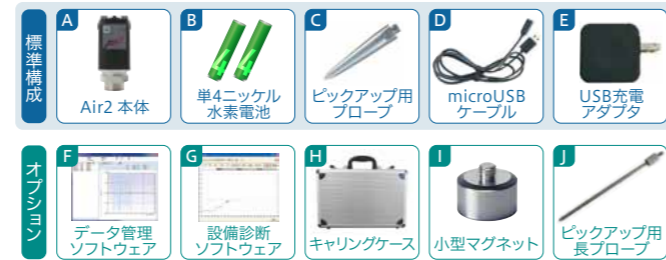 標準構成
A
Air2 本体
B
単4ニッケル
水素電池
C
ピックアップ用
プローブ
D
microUSB
ケーブル
E
USB充電
アダプタ
オプション
F
データ管理
ソフトウェア
G
設備診断
ソフトウェア
H
キャリングケース
I
小型マグネット
J
ピックアップ用
長プローブ